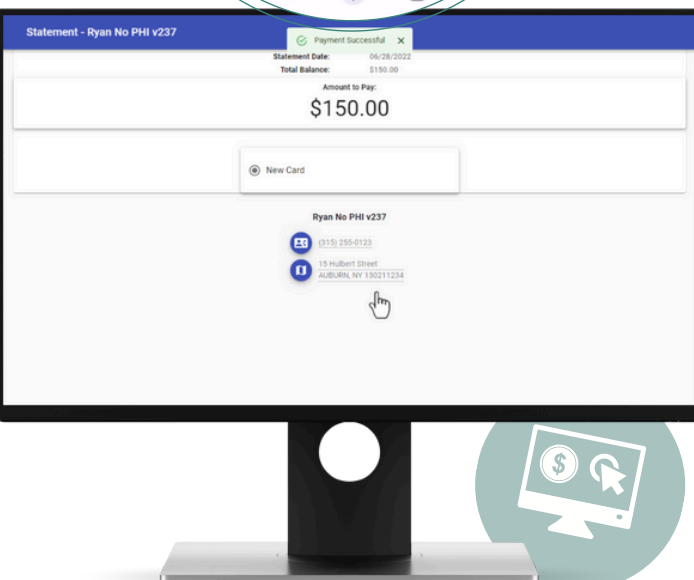 Statement - Ryan No PHI v237
Payment Successful X
Statement Date: 06/28/2022
Total Balance: $150.00
Amount to Pay:
$150.00
New Card
Ryan No PHI v237
(315) 255-0123
15 Hulbert Street
AUBURN, NY 130211234
$